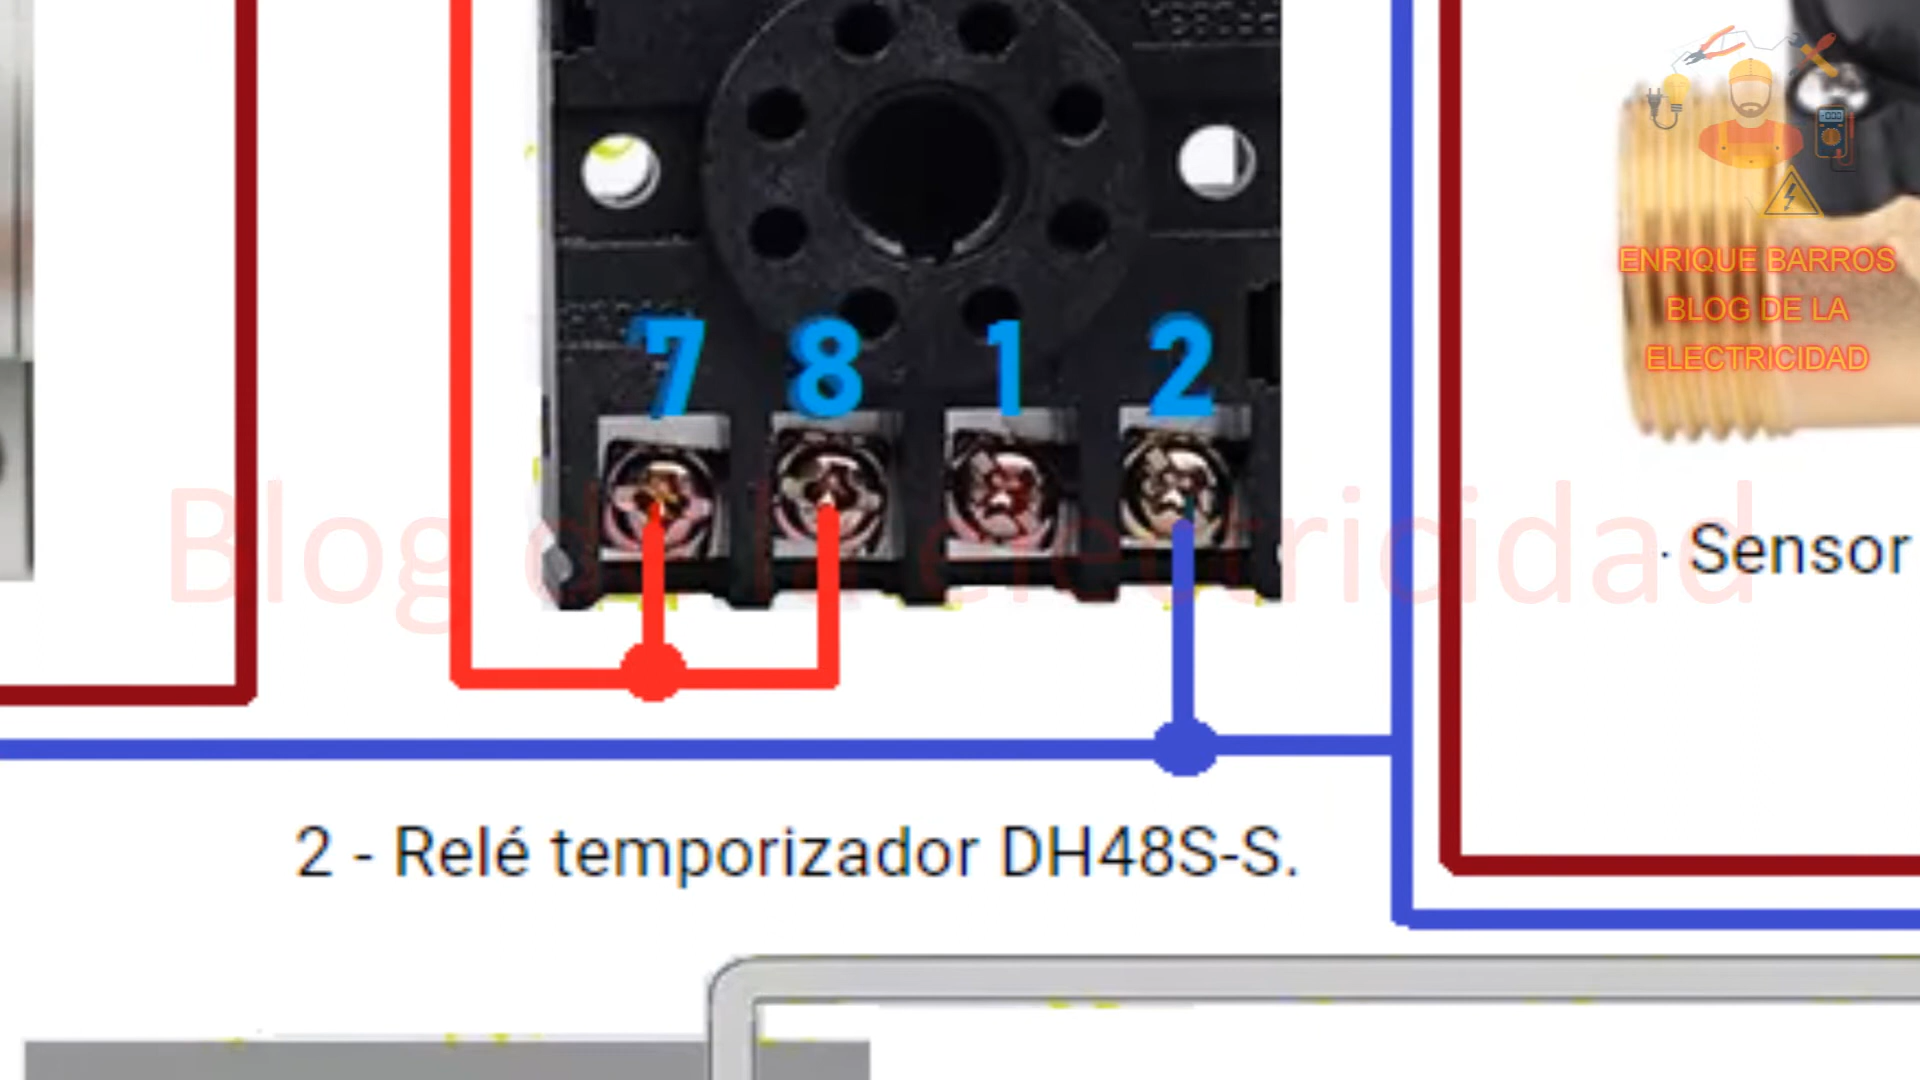 ENRIQUE BARROS
BLOG DE LA
ELECTRICIDAD
7 8 1 2
Blog de la electricidad
· Sensor
2 - Relé temporizador DH48S-S.